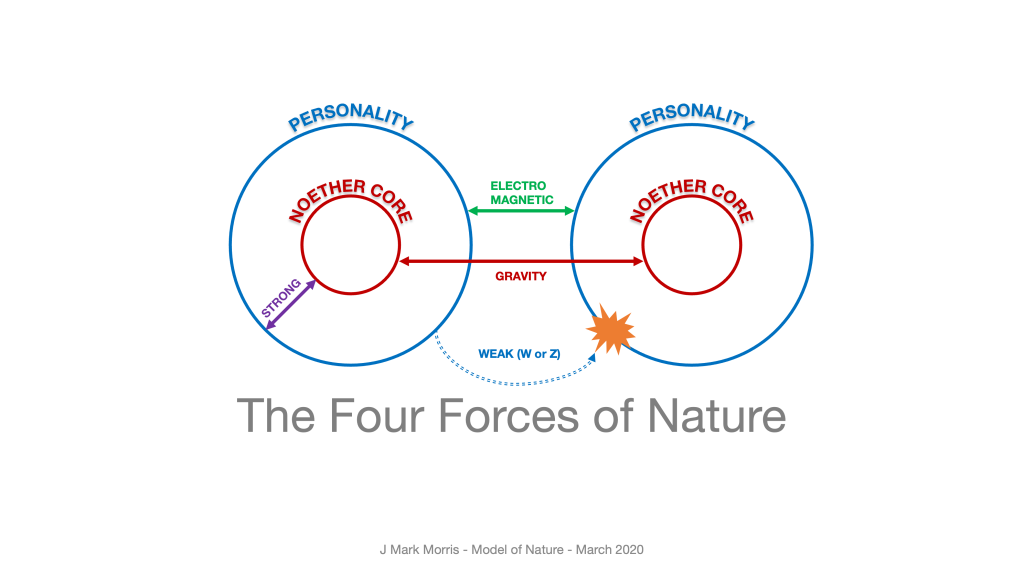 PERSONALITY
PERSONALITY
NOETHER CORE
ELECTRO
MAGNETIC
NOETHER CORE
GRAVITY
STRONG
WEAK (W or Z)
The Four Forces of Nature
J Mark Morris - Model of Nature - March 2020